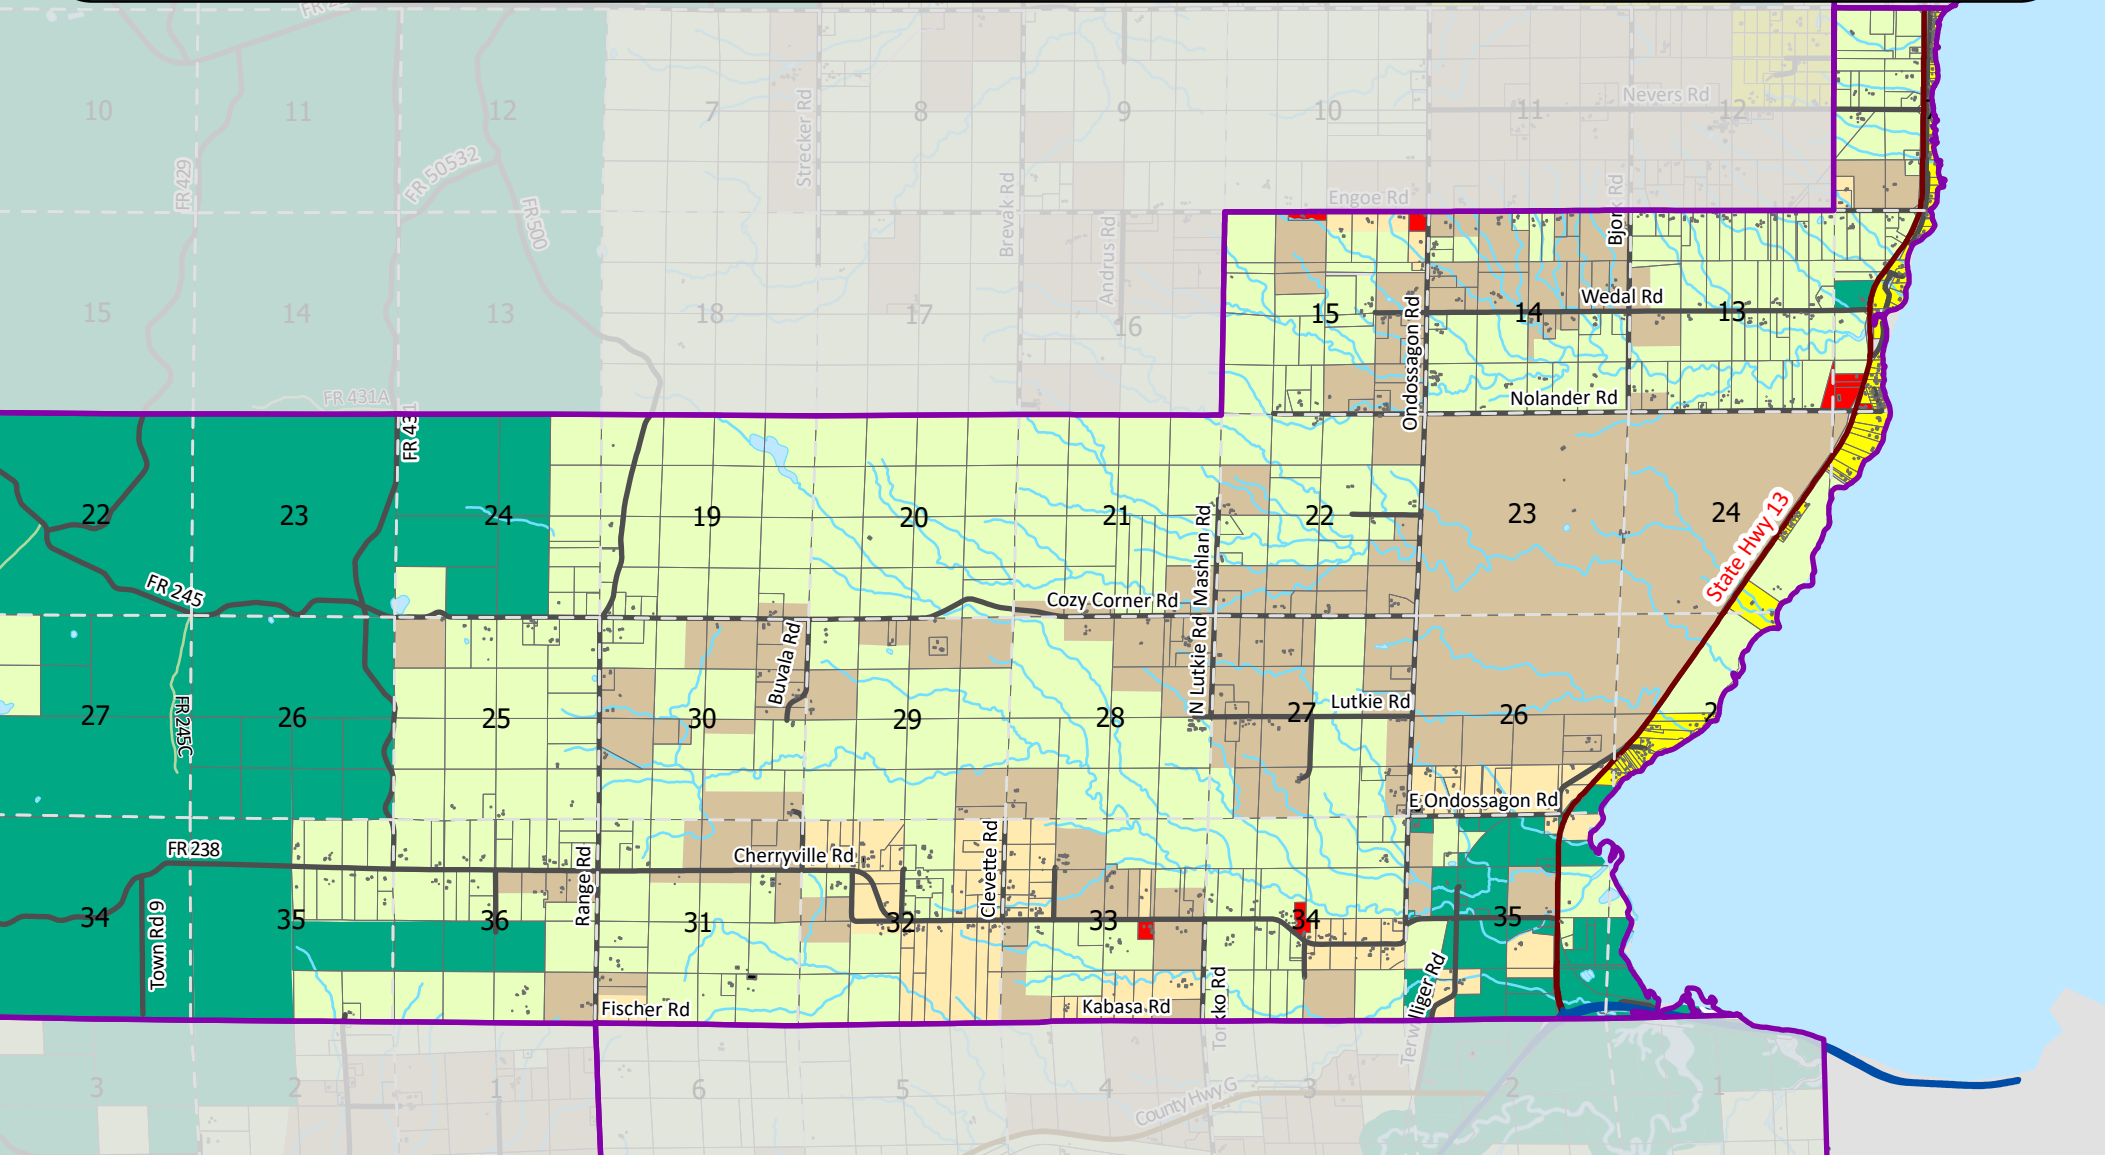 10
11
12
7
8
9
10
11
12
Nevers Rd
Strecker Rd
FR 429
FR 50532
FR500
Brevak Rd
Andrus Rd
Engoe Rd
15
14
13
18
17
16
15
14
13
Wedal Rd
Ondossagon Rd
Nolander Rd
FR 431A
FR 431
22
23
24
19
20
21
22
23
24
N Lutkie Rd
Mashlan Rd
State Hwy 13
FR 245
Cozy Corner Rd
Buvala Rd
FR245C
27
26
25
30
29
28
27
Lutkie Rd
26
2
E Ondossagon Rd
FR 238
Cherryville Rd
Range Rd
Clevette Rd
34
35
36
31
32
33
34
35
Town Rd 9
Fischer Rd
Kabasa Rd
3
2
1
6
5
4
3
2
1
County Hwy G